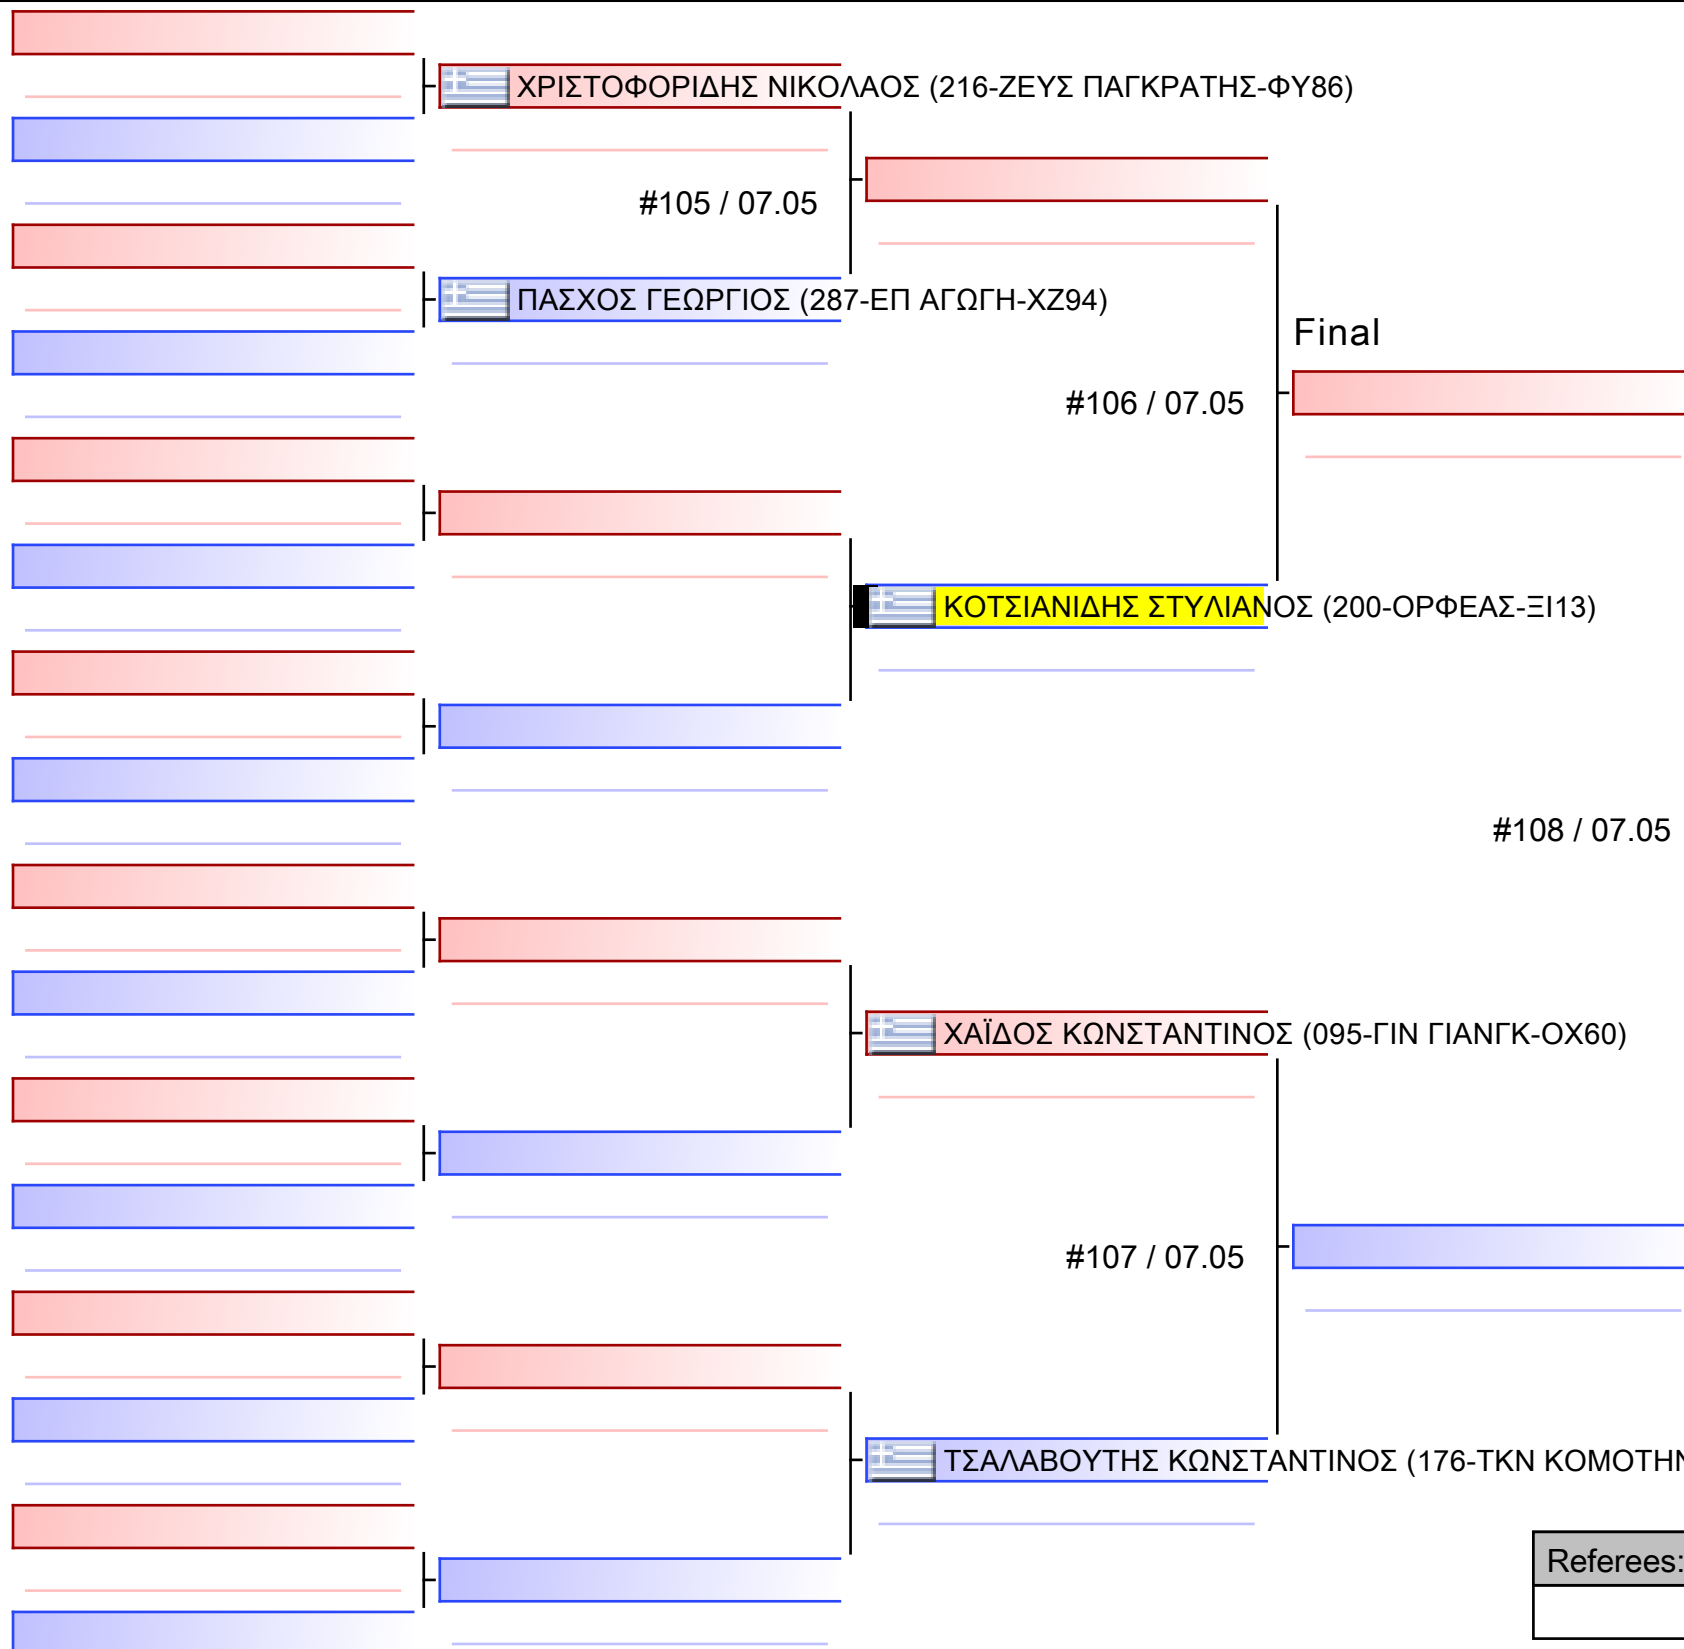 ΧΡΙΣΤΟΦΟΡΙΔΗΣ ΝΙΚΟΛΑΟΣ (216-ΖΕΥΣ ΠΑΓΚΡΑΤΗΣ-ΦΥ86)
#105 / 07.05
ΠΑΣΧΟΣ ΓΕΩΡΓΙΟΣ (287-ΕΠ ΑΓΩΓΗ-ΧΖ94)
Final
#106 / 07.05
ΚΟΤΣΙΑΝΙΔΗΣ ΣΤΥΛΙΑΝΟΣ (200-ΟΡΦΕΑΣ-ΞΙ13)
#108 / 07.05
ΧΑΪΔΟΣ ΚΩΝΣΤΑΝΤΙΝΟΣ (095-ΓΙΝ ΓΙΑΝΓΚ-ΟΧ60)
#107 / 07.05
ΤΣΑΛΑΒΟΥΤΗΣ ΚΩΝΣΤΑΝΤΙΝΟΣ (176-ΤΚΝ ΚΟΜΟΤΗΝ
Referees: